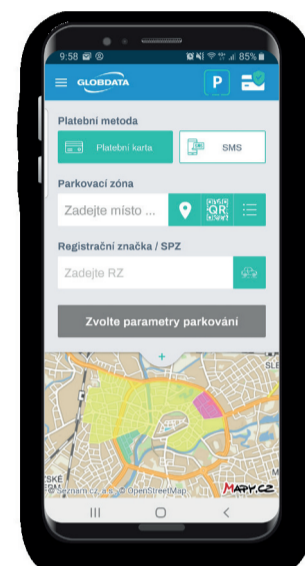 9:58 85%
GLOBDATA P
Platební metoda
Platební karta SMS
Parkovací zóna
Zadejte místo ... QR
Registrační značka / SPZ
Zadejte RZ
Zvolte parametry parkování
+
© Seznam.cz, a.s., © OpenStreetMap MAPY.CZ